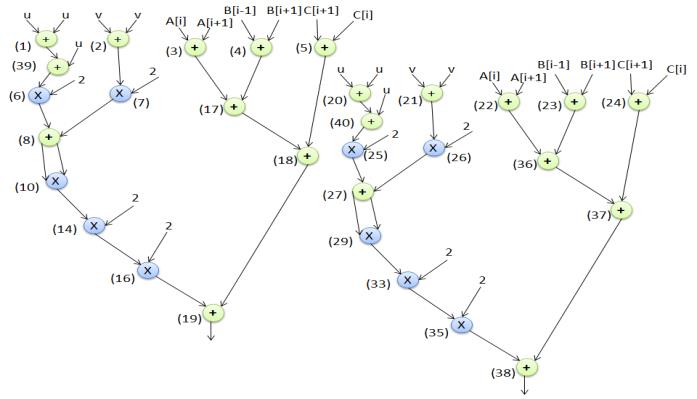 u u v v A[i] A[i+1] B[i-1] B[i+1] C[i+1] C[i]
(1) + (2) + (3) + (4) + (5) +
u
(39) + 2 2
(6) X X (7)
u u v v A[i] A[i+1] B[i-1] B[i+1] C[i+1] C[i]
(17) + (20) + (21) + (22) + (23) + (24) +
u
(8) + (40) + 2 2
(18) + (25) X X (26) (36) +
(10) X (27) +
2 (37) +
(14) X (29) X
2 2
(16) X (33) X
2
(19) + (35) X
(38) +